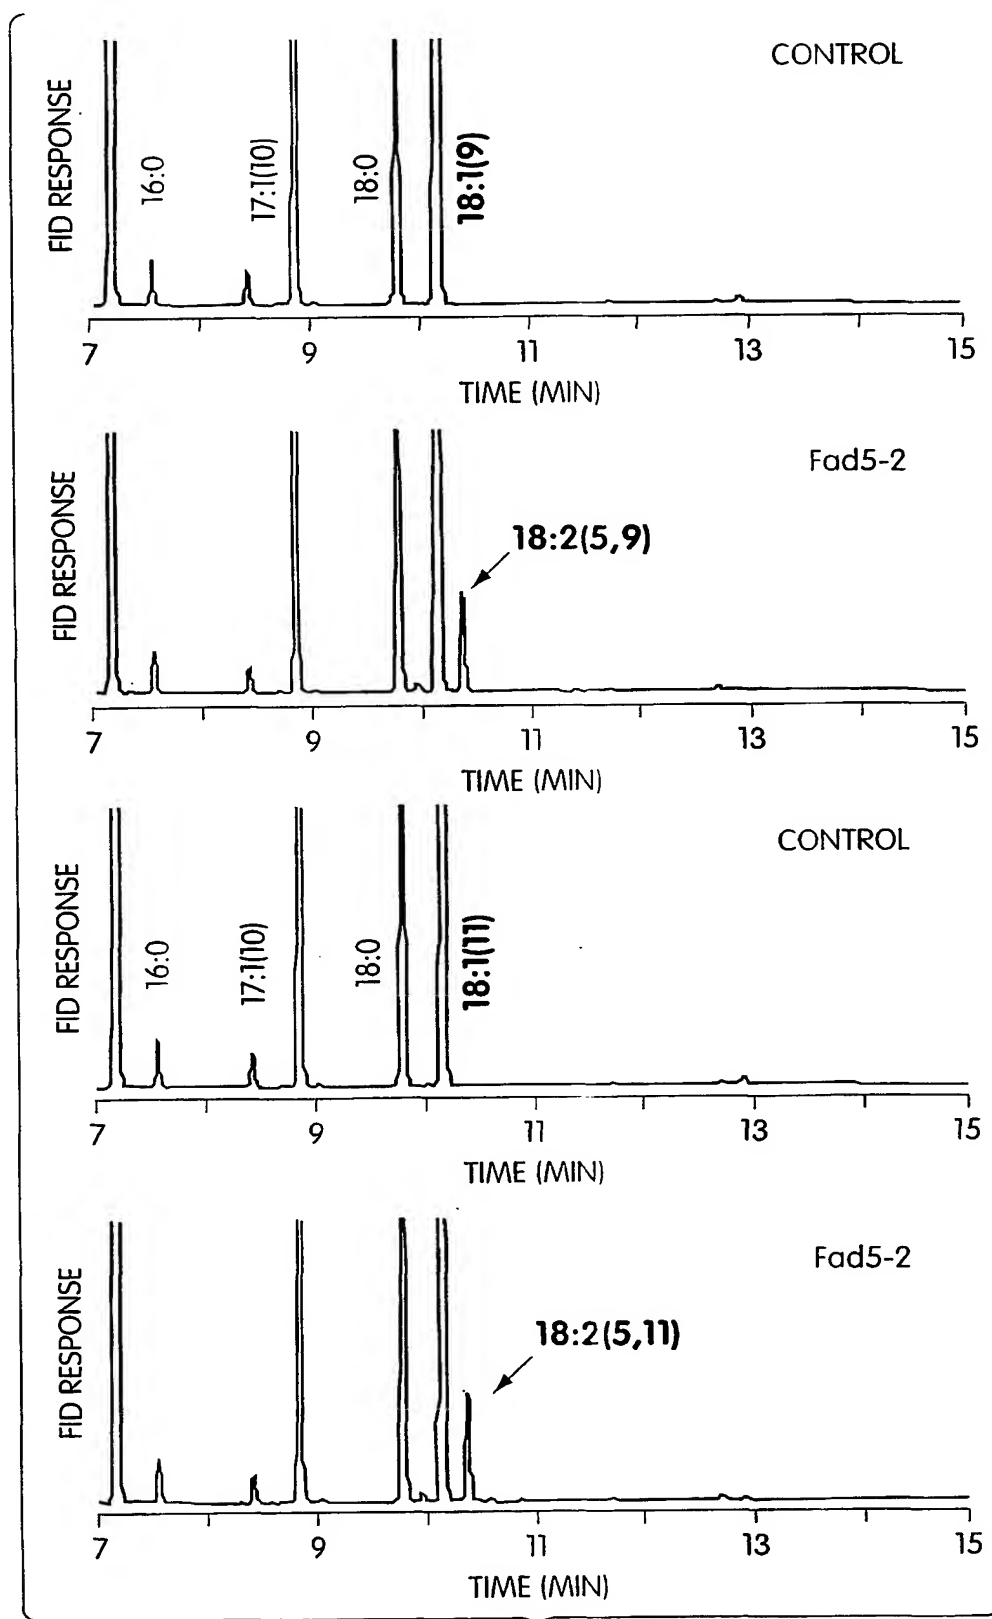 CONTROL
FID RESPONSE
16:0
17:1(10)
18:0
18:1(9)
7 9 11 13 15
TIME (MIN)
Fad5-2
FID RESPONSE
18:2(5,9)
7 9 11 13 15
TIME (MIN)
CONTROL
FID RESPONSE
16:0
17:1(10)
18:0
18:1(11)
7 9 11 13 15
TIME (MIN)
Fad5-2
FID RESPONSE
18:2(5,11)
7 9 11 13 15
TIME (MIN)